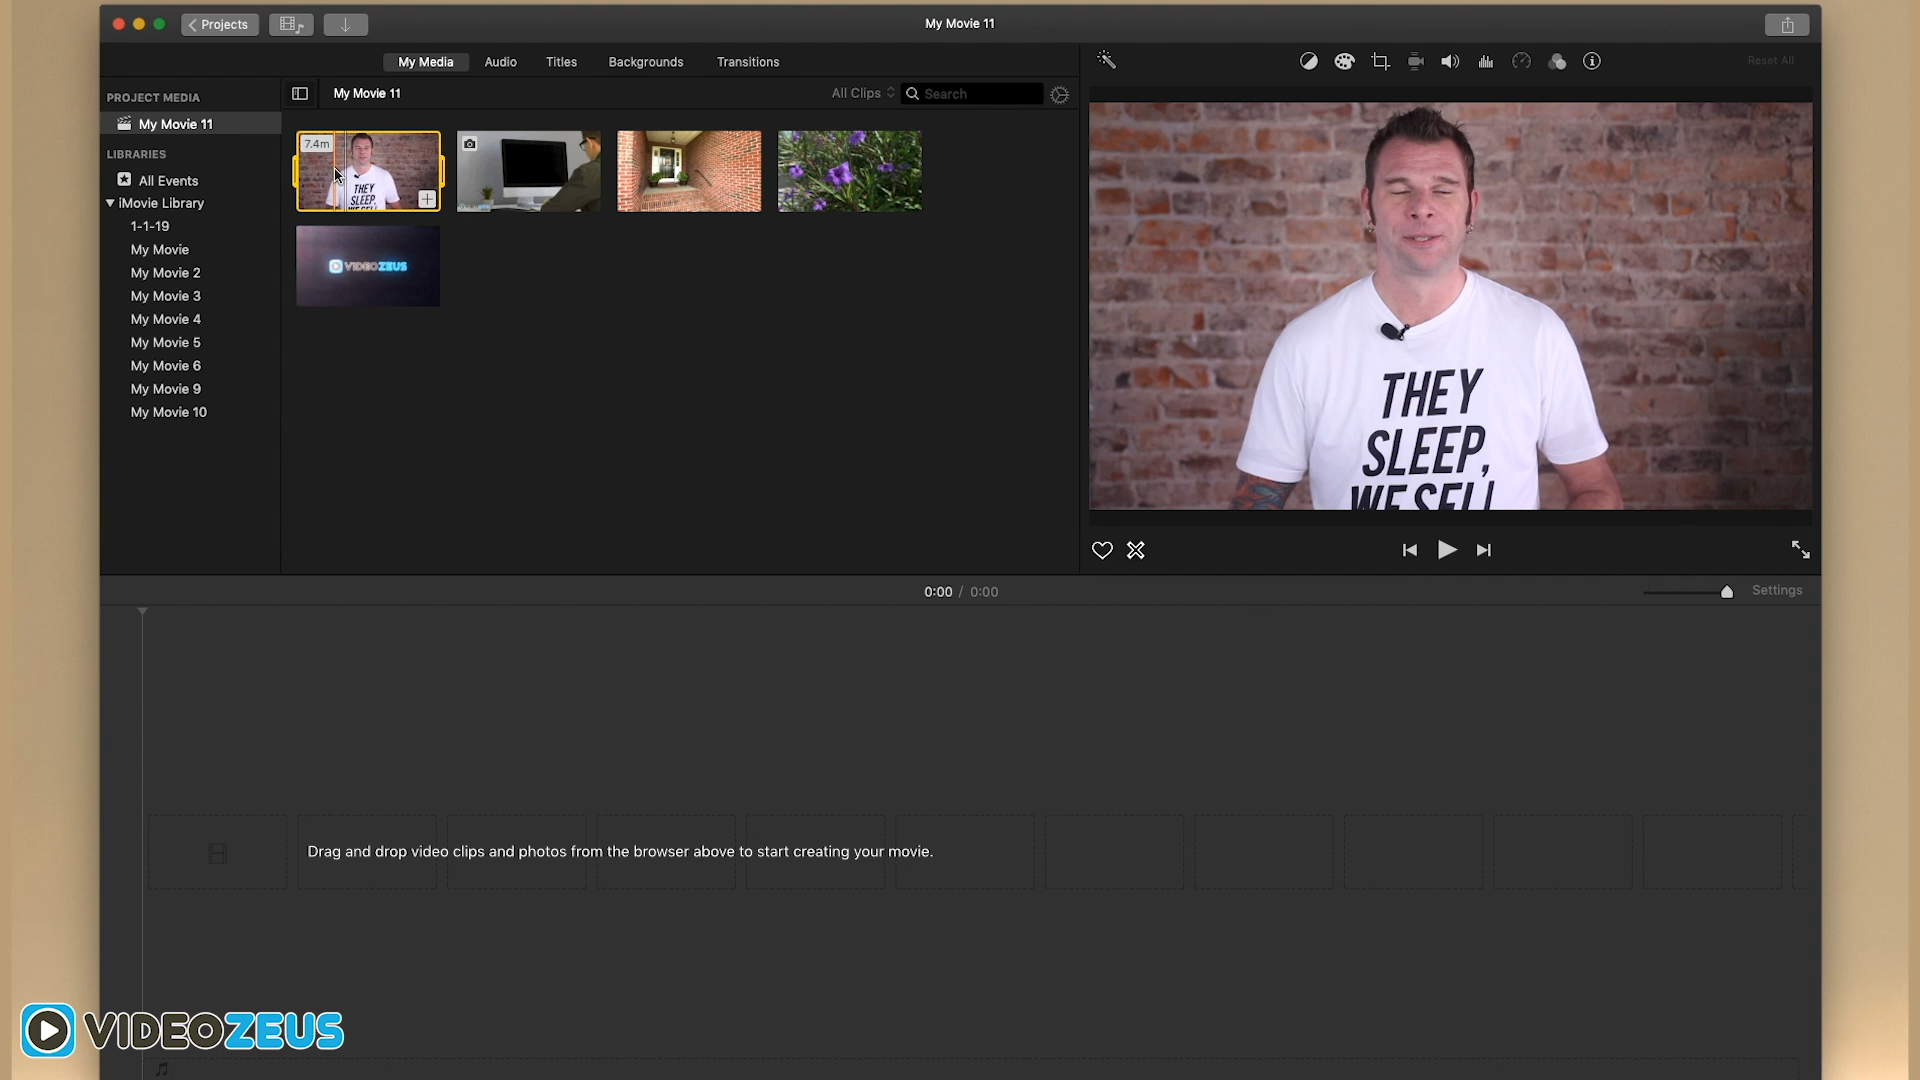 Projects
My Movie 11
My Media
Audio
Titles
Backgrounds
Transitions
Reset All
PROJECT MEDIA
My Movie 11
LIBRARIES
All Events
iMovie Library
1-1-19
My Movie
My Movie 2
My Movie 3
My Movie 4
My Movie 5
My Movie 6
My Movie 9
My Movie 10
My Movie 11
All Clips
Search
7.4m
THEY
SLEEP,
VIDEOZEUS
THEY
SLEEP,
WE SELL
0:00 / 0:00
Settings
Drag and drop video clips and photos from the browser above to start creating your movie.
VIDEOZEUS